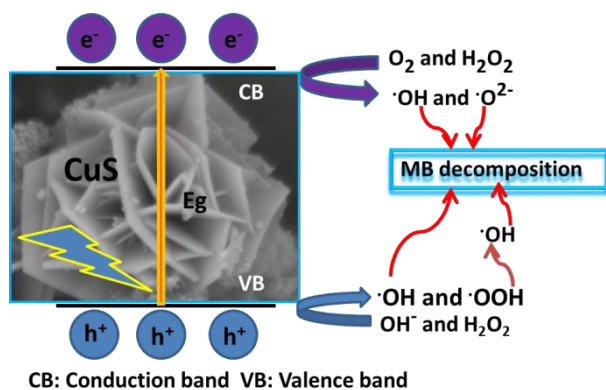 e⁻ e⁻ e⁻
CB
CuS
Eg
VB
h⁺ h⁺ h⁺
O₂ and H₂O₂
·OH and ·O²⁻
MB decomposition
·OH
·OH and ·OOH
OH⁻ and H₂O₂
CB: Conduction band VB: Valence band